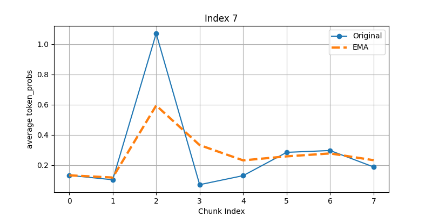 Index 7
Original
EMA
average token_probs
1.0
0.8
0.6
0.4
0.2
0 1 2 3 4 5 6 7
Chunk Index